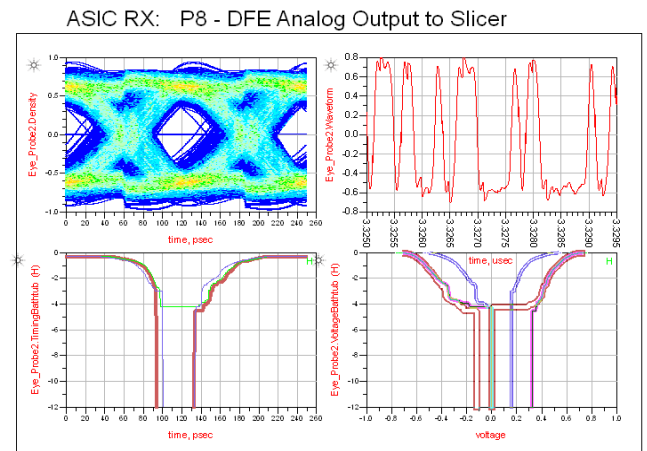 ASIC RX: P8 - DFE Analog Output to Slicer
Eye_Probe2.Density
1.0
0.5
0.0
-0.5
-1.0
0 20 40 60 80 100 120 140 160 180 200 220 240 260
time, psec
Eye_Probe2.Waveform
0.8
0.6
0.4
0.2
0.0
-0.2
-0.4
-0.6
-0.8
3.3250 3.3255 3.3260 3.3265 3.3270 3.3275 3.3280 3.3285 3.3290 3.3295
time, usec
Eye_Probe2.TimingBathtub (H)
0
-2
-4
-6
-8
-10
-12
H
0 20 40 60 80 100 120 140 160 180 200 220 240 260
time, psec
Eye_Probe2.VoltageBathtub (H)
0
-2
-4
-6
-8
-10
-12
H
-1.0 -0.8 -0.6 -0.4 -0.2 0.0 0.2 0.4 0.6 0.8 1.0
voltage